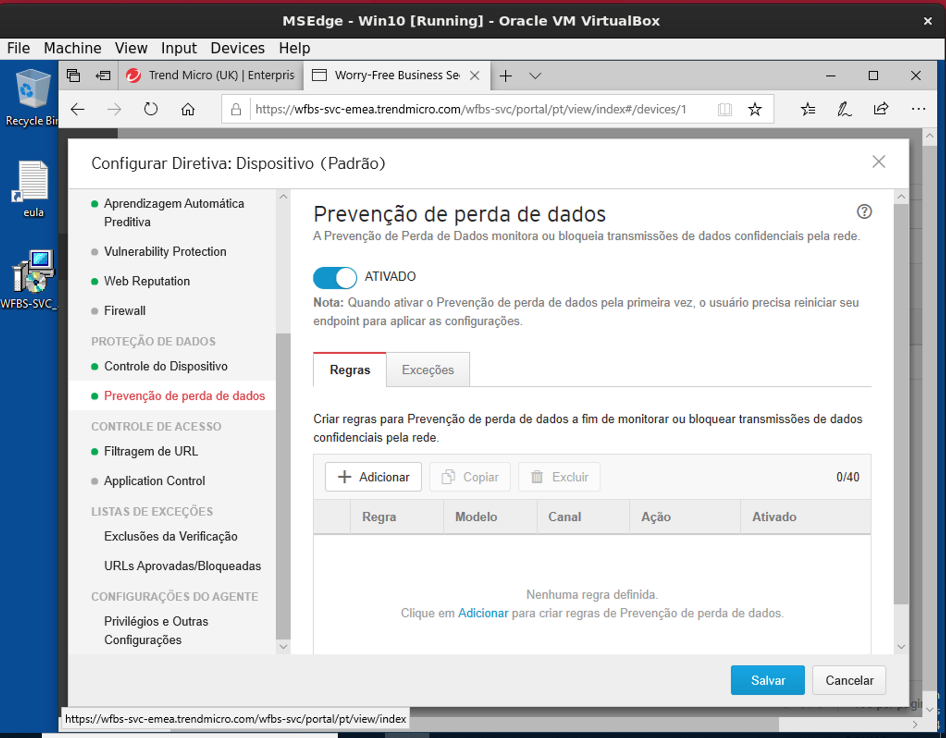 MSEdge - Win10 [Running] - Oracle VM VirtualBox
File Machine View Input Devices Help
Trend Micro (UK) | Enterpris
Worry-Free Business Se
https://wfbs-svc-emea.trendmicro.com/wfbs-svc/portal/pt/view/index#/devices/1
Recycle Bin
eula
WFBS-SVC_
Configurar Diretiva: Dispositivo (Padrão)
Aprendizagem Automática
Preditiva
Vulnerability Protection
Web Reputation
Firewall
PROTEÇÃO DE DADOS
Controle do Dispositivo
Prevenção de perda de dados
CONTROLE DE ACESSO
Filtragem de URL
Application Control
LISTAS DE EXCEÇÕES
Exclusões da Verificação
URLs Aprovadas/Bloqueadas
CONFIGURAÇÕES DO AGENTE
Privilégios e Outras
Configurações
Prevenção de perda de dados
A Prevenção de Perda de Dados monitora ou bloqueia transmissões de dados confidenciais pela rede.
ATIVADO
Nota: Quando ativar o Prevenção de perda de dados pela primeira vez, o usuário precisa reiniciar seu
endpoint para aplicar as configurações.
Regras Exceções
Criar regras para Prevenção de perda de dados a fim de monitorar ou bloquear transmissões de dados
confidenciais pela rede.
Adicionar Copiar Excluir 0/40
Regra Modelo Canal Ação Ativado
Nenhuma regra definida.
Clique em Adicionar para criar regras de Prevenção de perda de dados.
Salvar Cancelar
https://wfbs-svc-emea.trendmicro.com/wfbs-svc/portal/pt/view/index